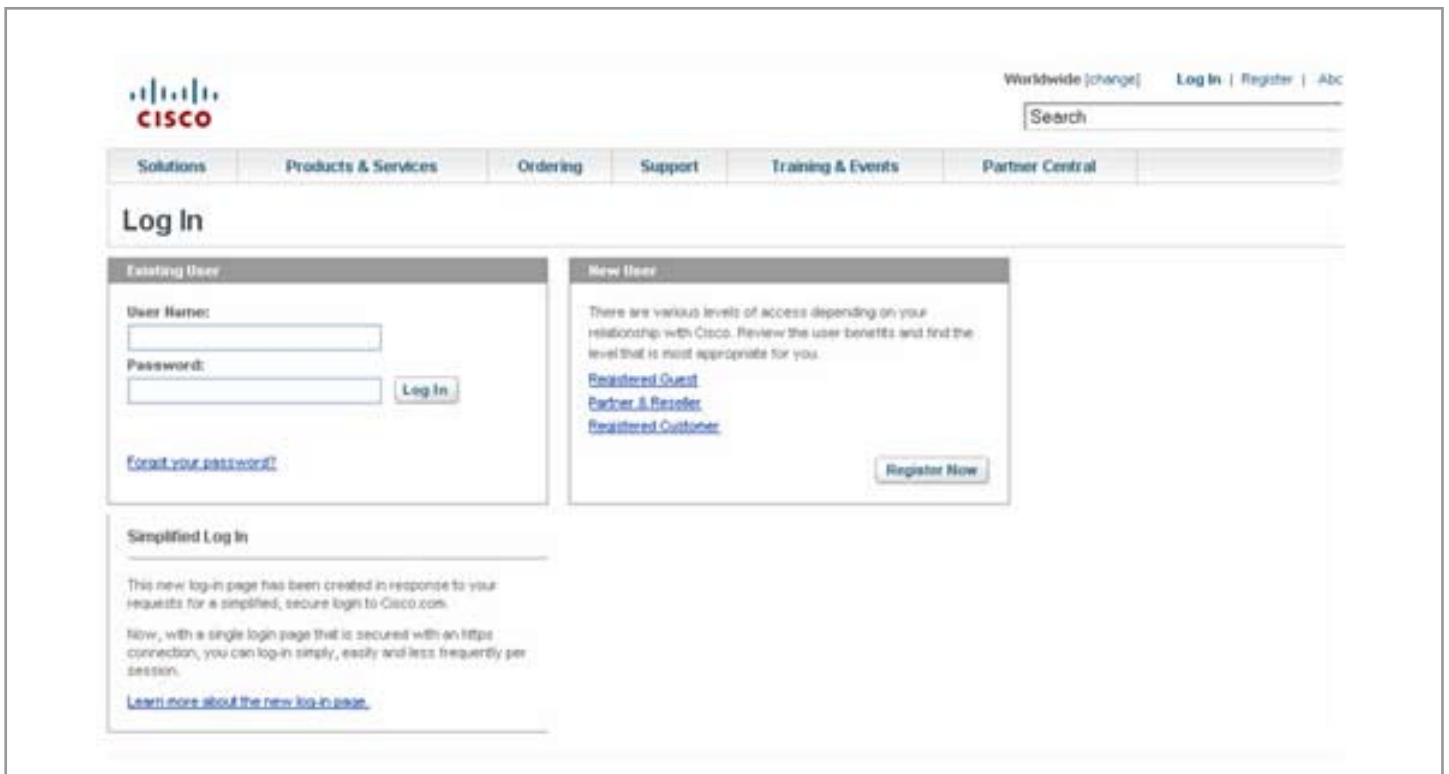 Worldwide [change] Log In | Register | Abo
CISCO
Search
Solutions Products & Services Ordering Support Training & Events Partner Central
Log In
Existing User
User Name:
Password:
Log In
Forgot your password?
New User
There are various levels of access depending on your
relationship with Cisco. Review the user benefits and find the
level that is most appropriate for you.
Registered Guest
Partner & Reseller
Registered Customer
Register Now
Simplified Log In
This new log-in page has been created in response to your
requests for a simplified, secure login to Cisco.com.
Now, with a single login page that is secured with an https
connection, you can log-in simply, easily and less frequently per
session.
Learn more about the new log-in page.